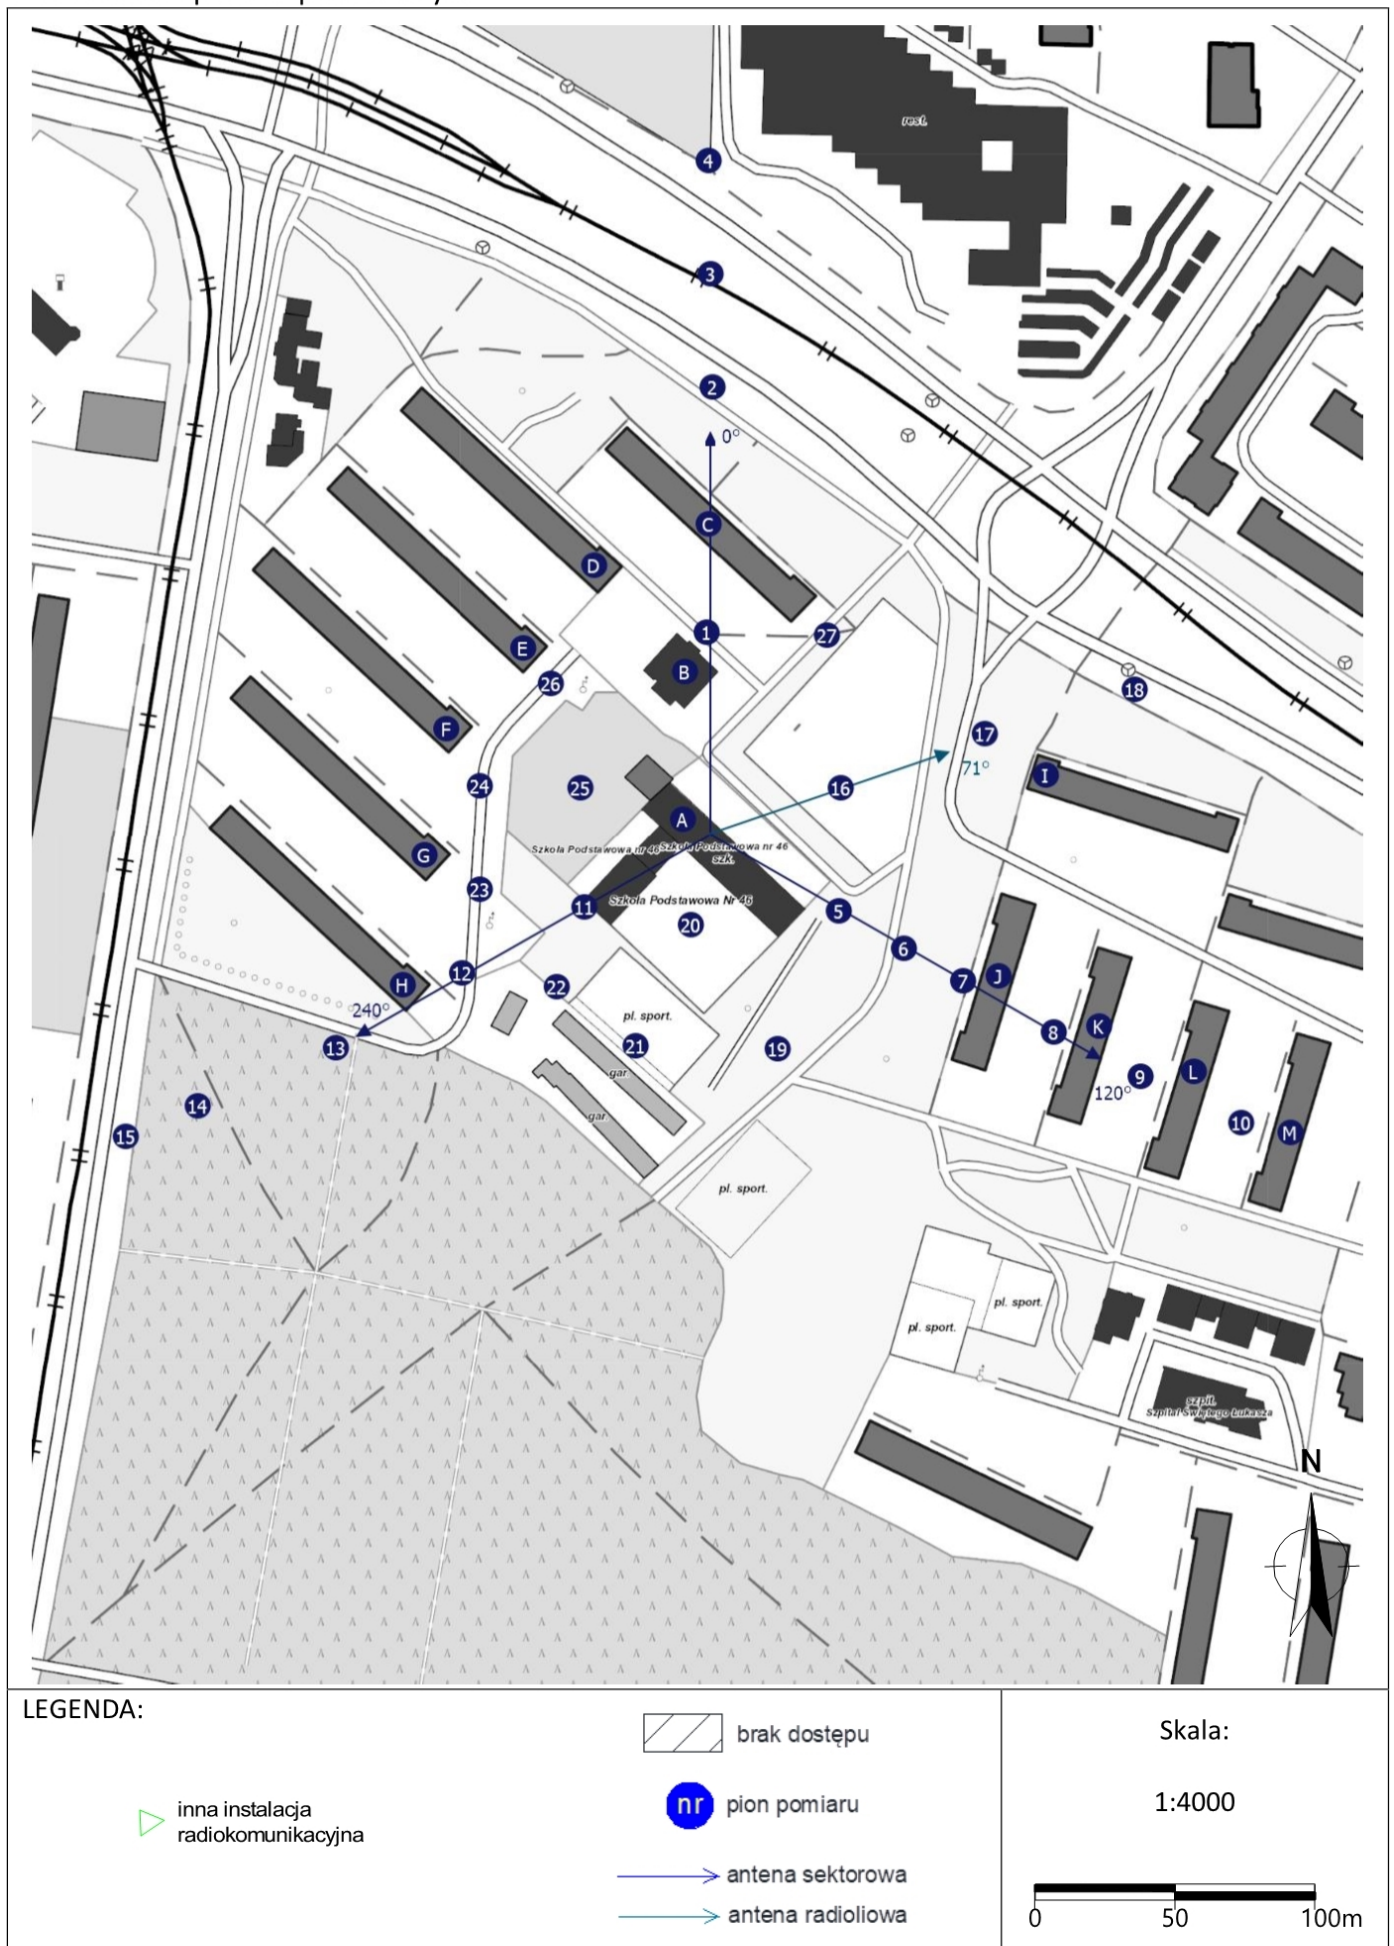 rest.
4
3
2
0°
C
D
1
27
E
B
26
18
F
17
71°
I
24
25
16
A
Szkoła Podstawowa nr 46
Szkoła Podstawowa nr 46
szk.
G
23
Szkoła Podstawowa Nr 46
11
5
20
6
12
7
J
H
22
240°
pl. sport.
8
K
13
21
19
gar.
9
L
120°
14
gar.
10
15
M
pl. sport.
pl. sport.
pl. sport.
szpit.
Szpital Świętego Łukasza
N
LEGENDA:
brak dostępu
Skala:
inna instalacja
radiokomunikacyjna
nr pion pomiaru
1:4000
antena sektorowa
antena radioliowa
0 50 100m